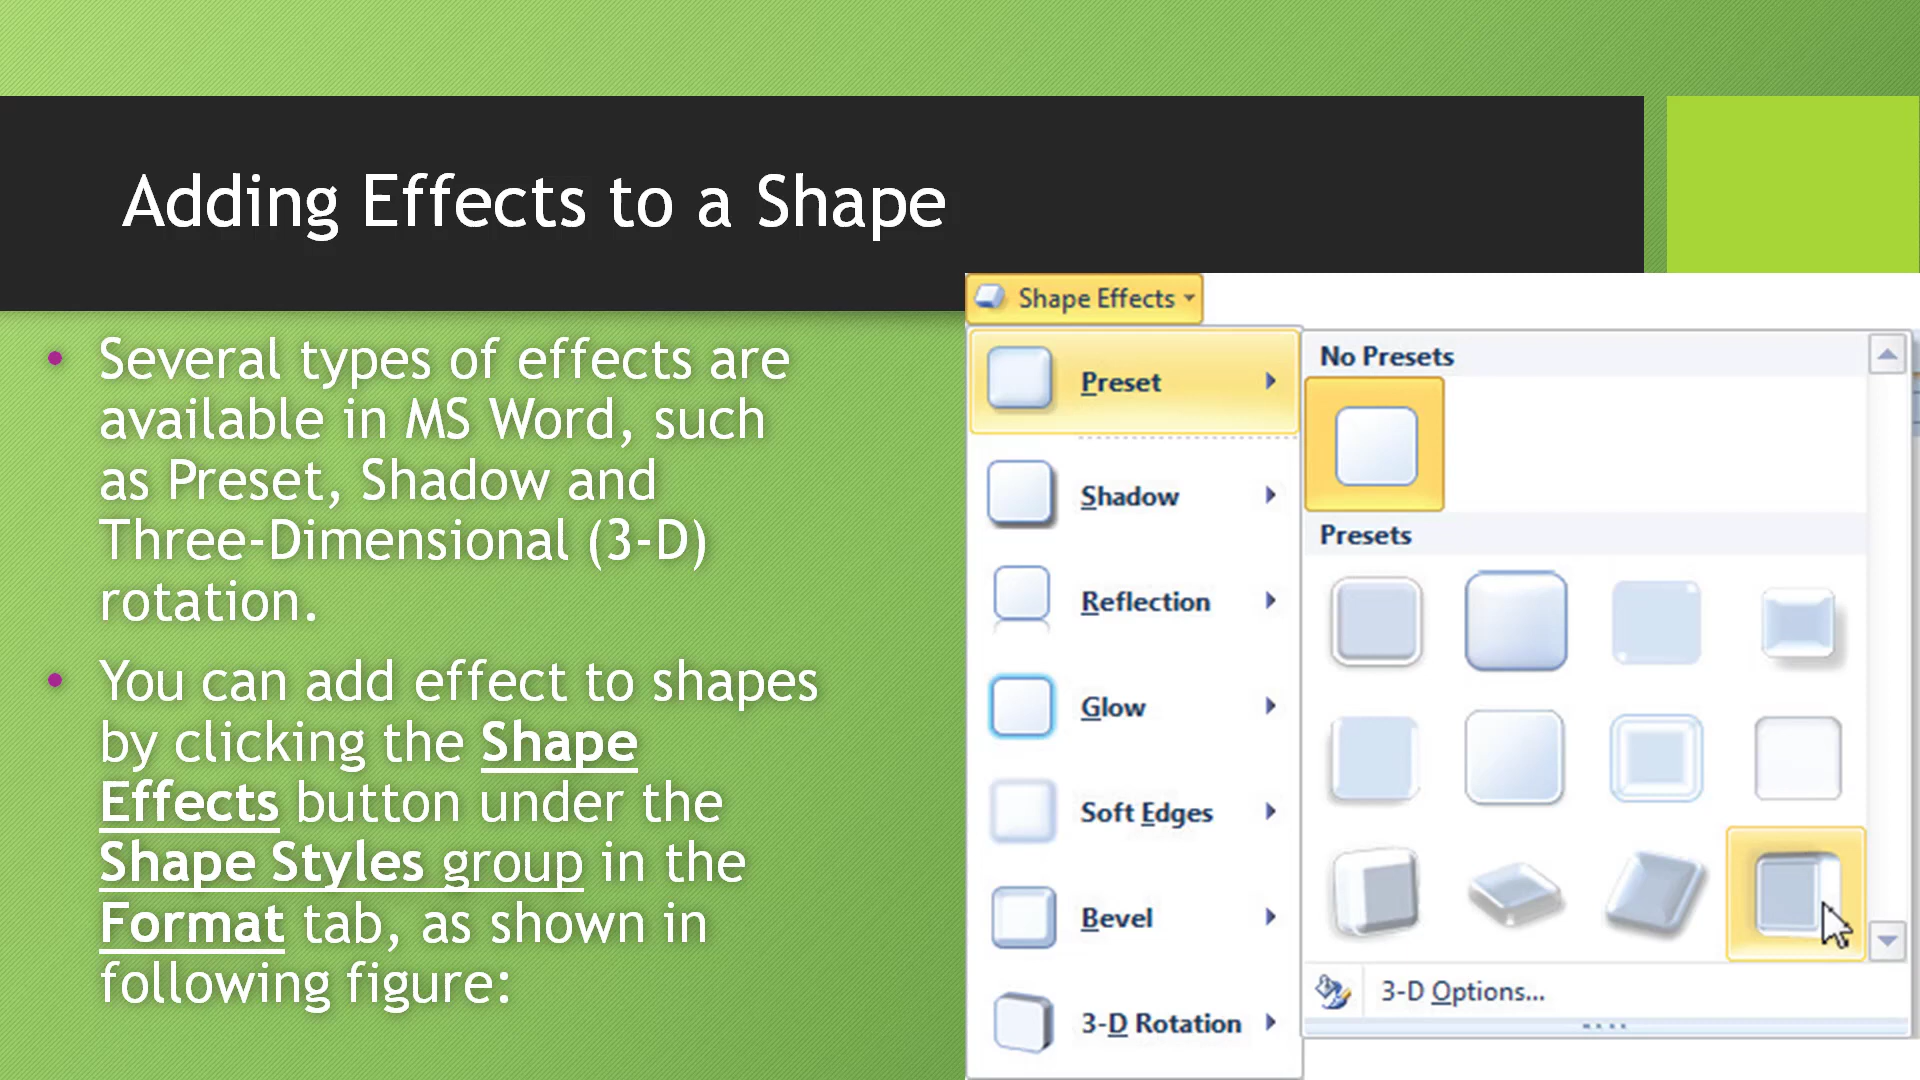 Adding Effects to a Shape
• Several types of effects are
available in MS Word, such
as Preset, Shadow and
Three-Dimensional (3-D)
rotation.
• You can add effect to shapes
by clicking the Shape
Effects button under the
Shape Styles group in the
Format tab, as shown in
following figure:
Shape Effects
Preset
Shadow
Reflection
Glow
Soft Edges
Bevel
3-D Rotation
No Presets
Presets
3-D Options...